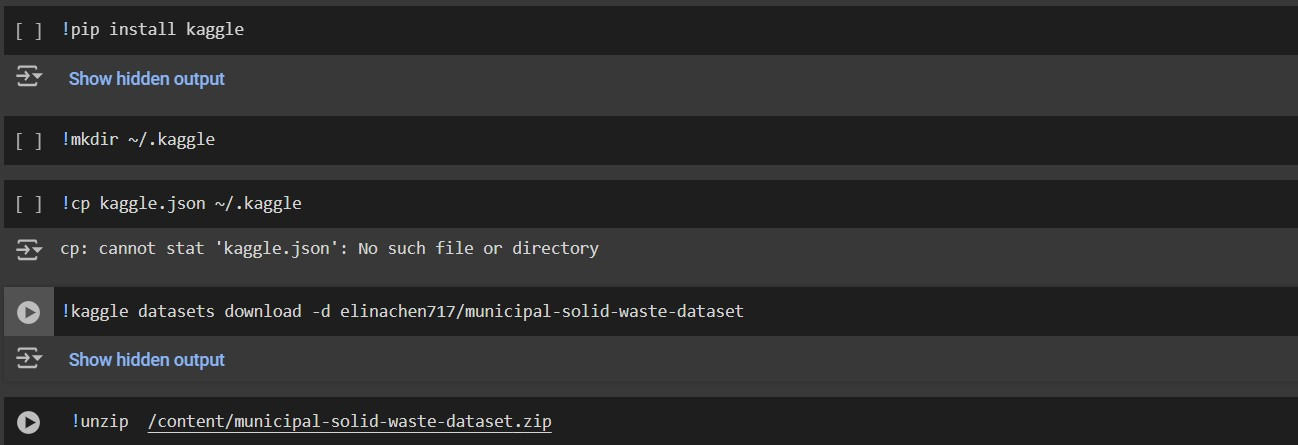 [ ] !pip install kaggle
Show hidden output
[ ] !mkdir ~/.kaggle
[ ] !cp kaggle.json ~/.kaggle
cp: cannot stat 'kaggle.json': No such file or directory
!kaggle datasets download -d elinachen717/municipal-solid-waste-dataset
Show hidden output
!unzip  /content/municipal-solid-waste-dataset.zip